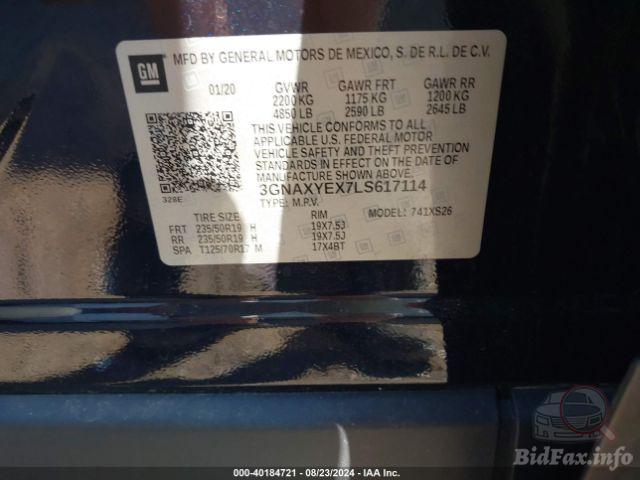 GM
MFD BY GENERAL MOTORS DE MEXICO, S. DE R.L. DE C.V.
01/20 GVWR GAWR FRT GAWR RR
2200 KG 1175 KG 1200 KG
4850 LB 2590 LB 2645 LB
THIS VEHICLE CONFORMS TO ALL
APPLICABLE U.S. FEDERAL MOTOR
VEHICLE SAFETY AND THEFT
PREVENTION STANDARDS IN
EFFECT ON THE DATE OF
MANUFACTURE SHOWN ABOVE.
3GNAXYEX7LS617114
328E TYPE: M.P.V. MODEL: 741XS26
TIRE SIZE RIM
FRT 235/50R19 H 19X7.5J
RR 235/50R19 H 19X7.5J
SPA T125/70R17 M 17X4BT
BidFax.info
000-40184721 - 08/23/2024 - IAA Inc.